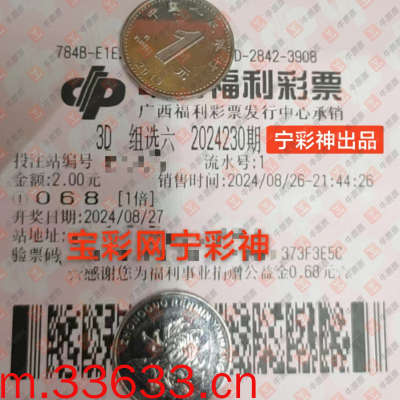 784B-E1E D-2842-3908
1
元
福利彩票
广西福利彩票发行中心承销
3D 组选六 2024230期
宁彩神出品
投注站编号 流水号:1
金额:2.00元 销售时间:2024/08/26-21:44:26
① 068 [1倍]
开奖日期:2024/08/27
站地址
宝彩网宁彩神
验票码 373F3E5C
感谢您为福利事业捐赠公益金0.68元
m.33633.cn